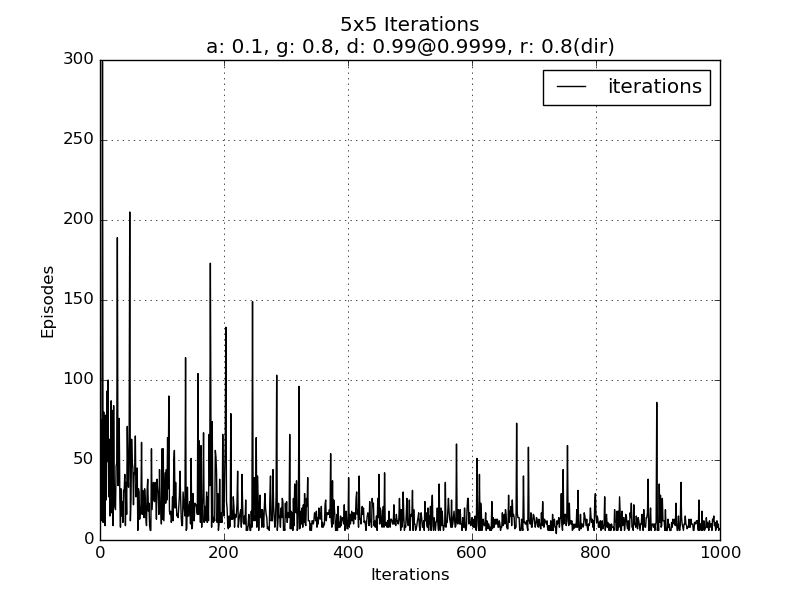 5x5 Iterations
a: 0.1, g: 0.8, d: 0.99@0.9999, r: 0.8(dir)
iterations
300
250
200
150
100
50
0
Episodes
0 200 400 600 800 1000
Iterations